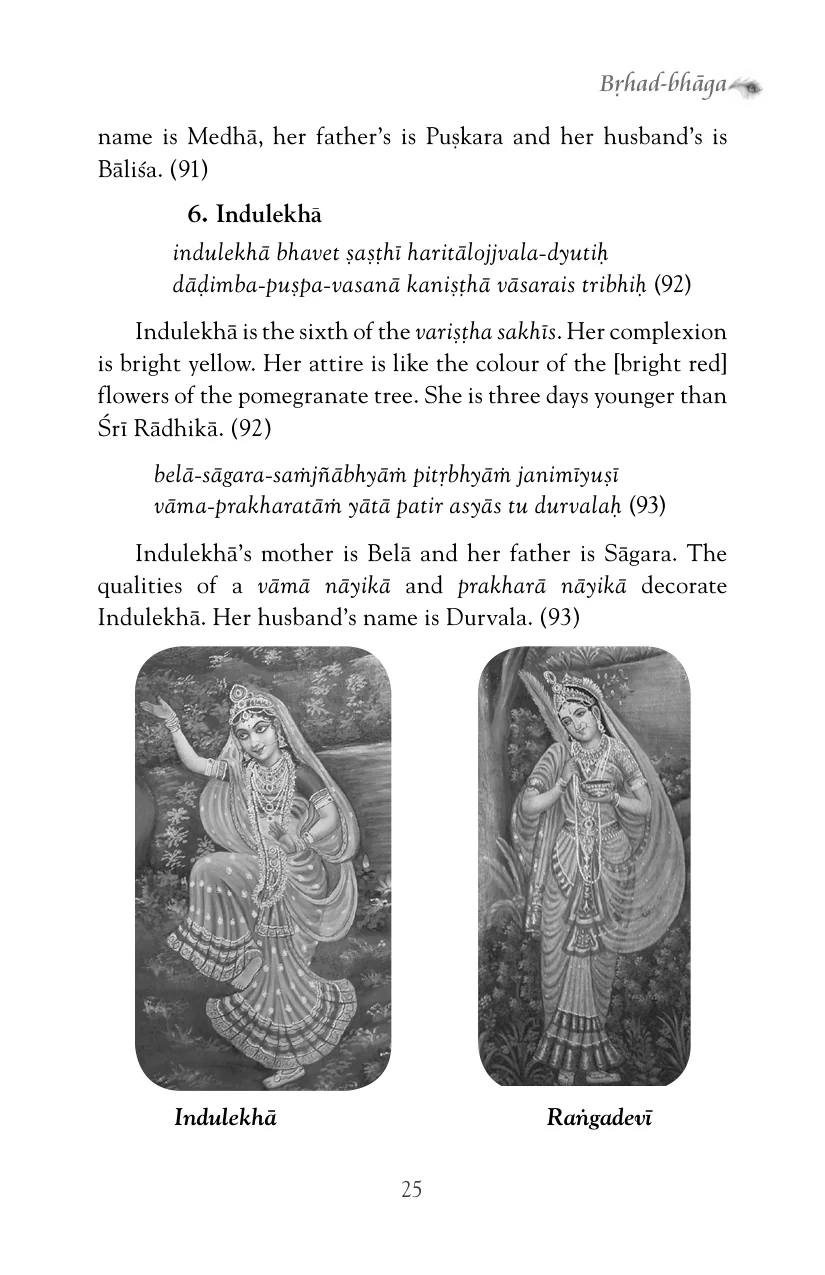 Bṛhad-bhāga
name is Medhā, her father’s is Puṣkara and her husband’s is
Bāliśa. (91)
6. Indulekhā
indulekhā bhavet ṣaṣṭhī haritālojjvala-dyutiḥ
dāḍimba-puṣpa-vasanā kaniṣṭhā vāsarais tribhiḥ (92)
Indulekhā is the sixth of the variṣṭha sakhīs. Her complexion
is bright yellow. Her attire is like the colour of the [bright red]
flowers of the pomegranate tree. She is three days younger than
Śrī Rādhikā. (92)
belā-sāgara-saṁjñābhyāṁ pitṛbhyāṁ janimīyuṣī
vāma-prakharatāṁ yātā patir asyās tu durvalaḥ (93)
Indulekhā’s mother is Belā and her father is Sāgara. The
qualities of a vāmā nāyikā and prakharā nāyikā decorate
Indulekhā. Her husband’s name is Durvala. (93)
Indulekhā
Raṅgadevī
25